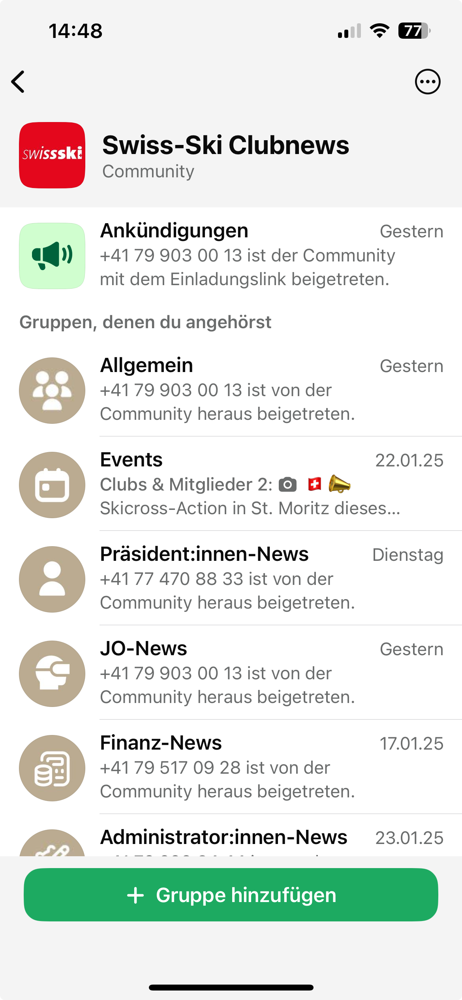 14:48
77
swissski
Swiss-Ski Clubnews
Community
Ankündigungen
Gestern
+41 79 903 00 13 ist der Community
mit dem Einladungslink beigetreten.
Gruppen, denen du angehörst
Allgemein
Gestern
+41 79 903 00 13 ist von der
Community heraus beigetreten.
Events
22.01.25
Clubs & Mitglieder 2: 📷 🇨🇭 📣
Skicross-Action in St. Moritz dieses...
Präsident:innen-News
Dienstag
+41 77 470 88 33 ist von der
Community heraus beigetreten.
JO-News
Gestern
+41 79 903 00 13 ist von der
Community heraus beigetreten.
Finanz-News
17.01.25
+41 79 517 09 28 ist von der
Community heraus beigetreten.
Administrator:innen-News
23.01.25
+ Gruppe hinzufügen